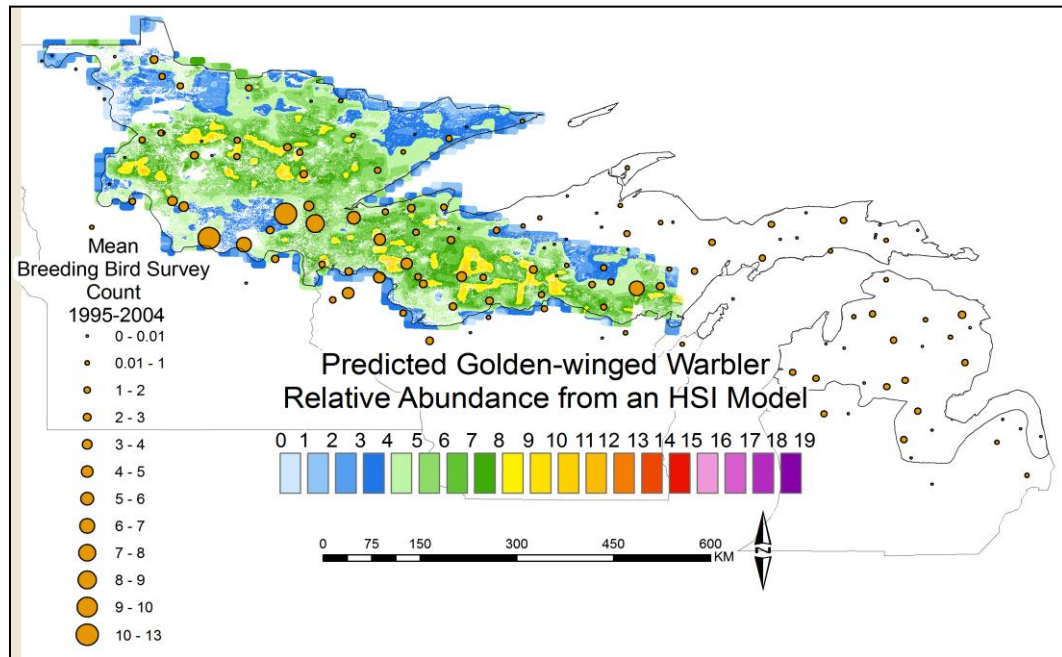 Mean
Breeding Bird Survey
Count
1995-2004
0 - 0.01
0.01 - 1
1 - 2
2 - 3
3 - 4
4 - 5
5 - 6
6 - 7
7 - 8
8 - 9
9 - 10
10 - 13
Predicted Golden-winged Warbler
Relative Abundance from an HSI Model
0 1 2 3 4 5 6 7 8 9 10 11 12 13 14 15 16 17 18 19
0 75 150 300 450 600
KM
N